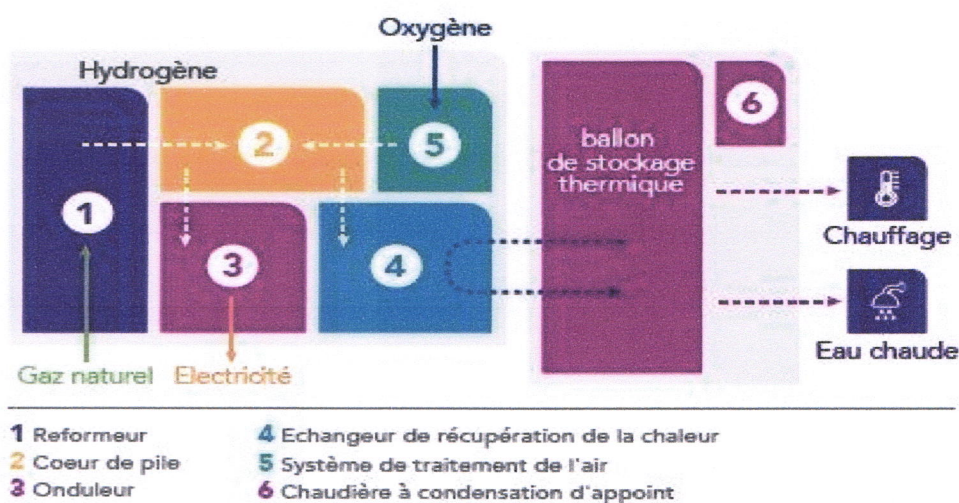 Oxygène
Hydrogène
1
2
5
3
4
ballon
de stockage
thermique
6
Chauffage
Eau chaude
Gaz naturel
Electricité
1 Reformeur
2 Coeur de pile
3 Onduleur
4 Echangeur de récupération de la chaleur
5 Système de traitement de l'air
6 Chaudière à condensation d'appoint